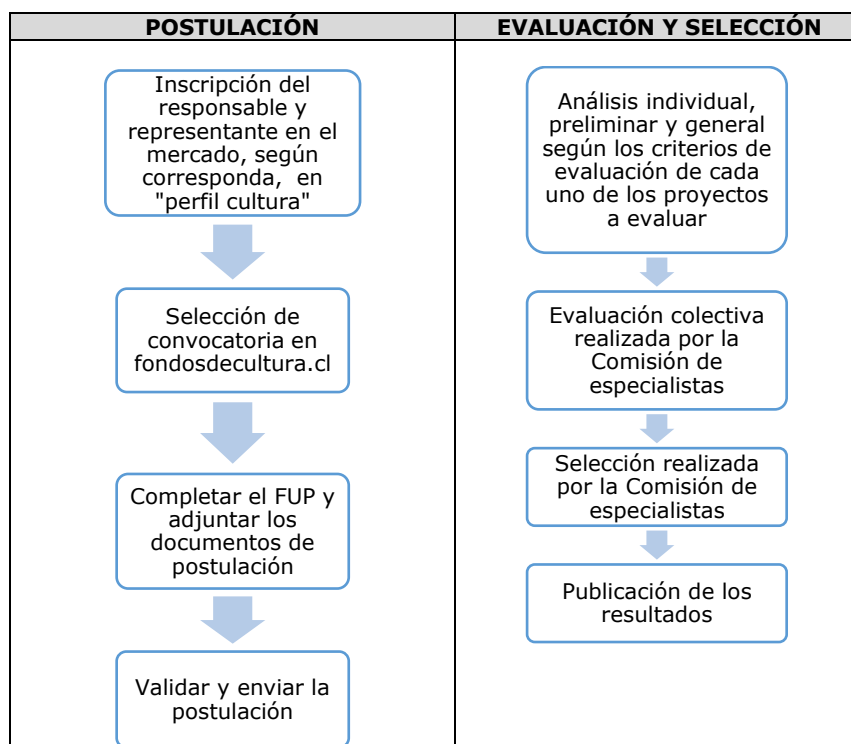 POSTULACIÓN
Inscripción del
responsable y
representante en el
mercado, según
corresponda, en
"perfil cultura"
Selección de
convocatoria en
fondosdecultura.cl
Completar el FUP y
adjuntar los
documentos de
postulación
Validar y enviar la
postulación
EVALUACIÓN Y SELECCIÓN
Análisis individual,
preliminar y general
según los criterios de
evaluación de cada
uno de los proyectos
a evaluar
Evaluación colectiva
realizada por la
Comisión de
especialistas
Selección realizada
por la Comisión de
especialistas
Publicación de los
resultados